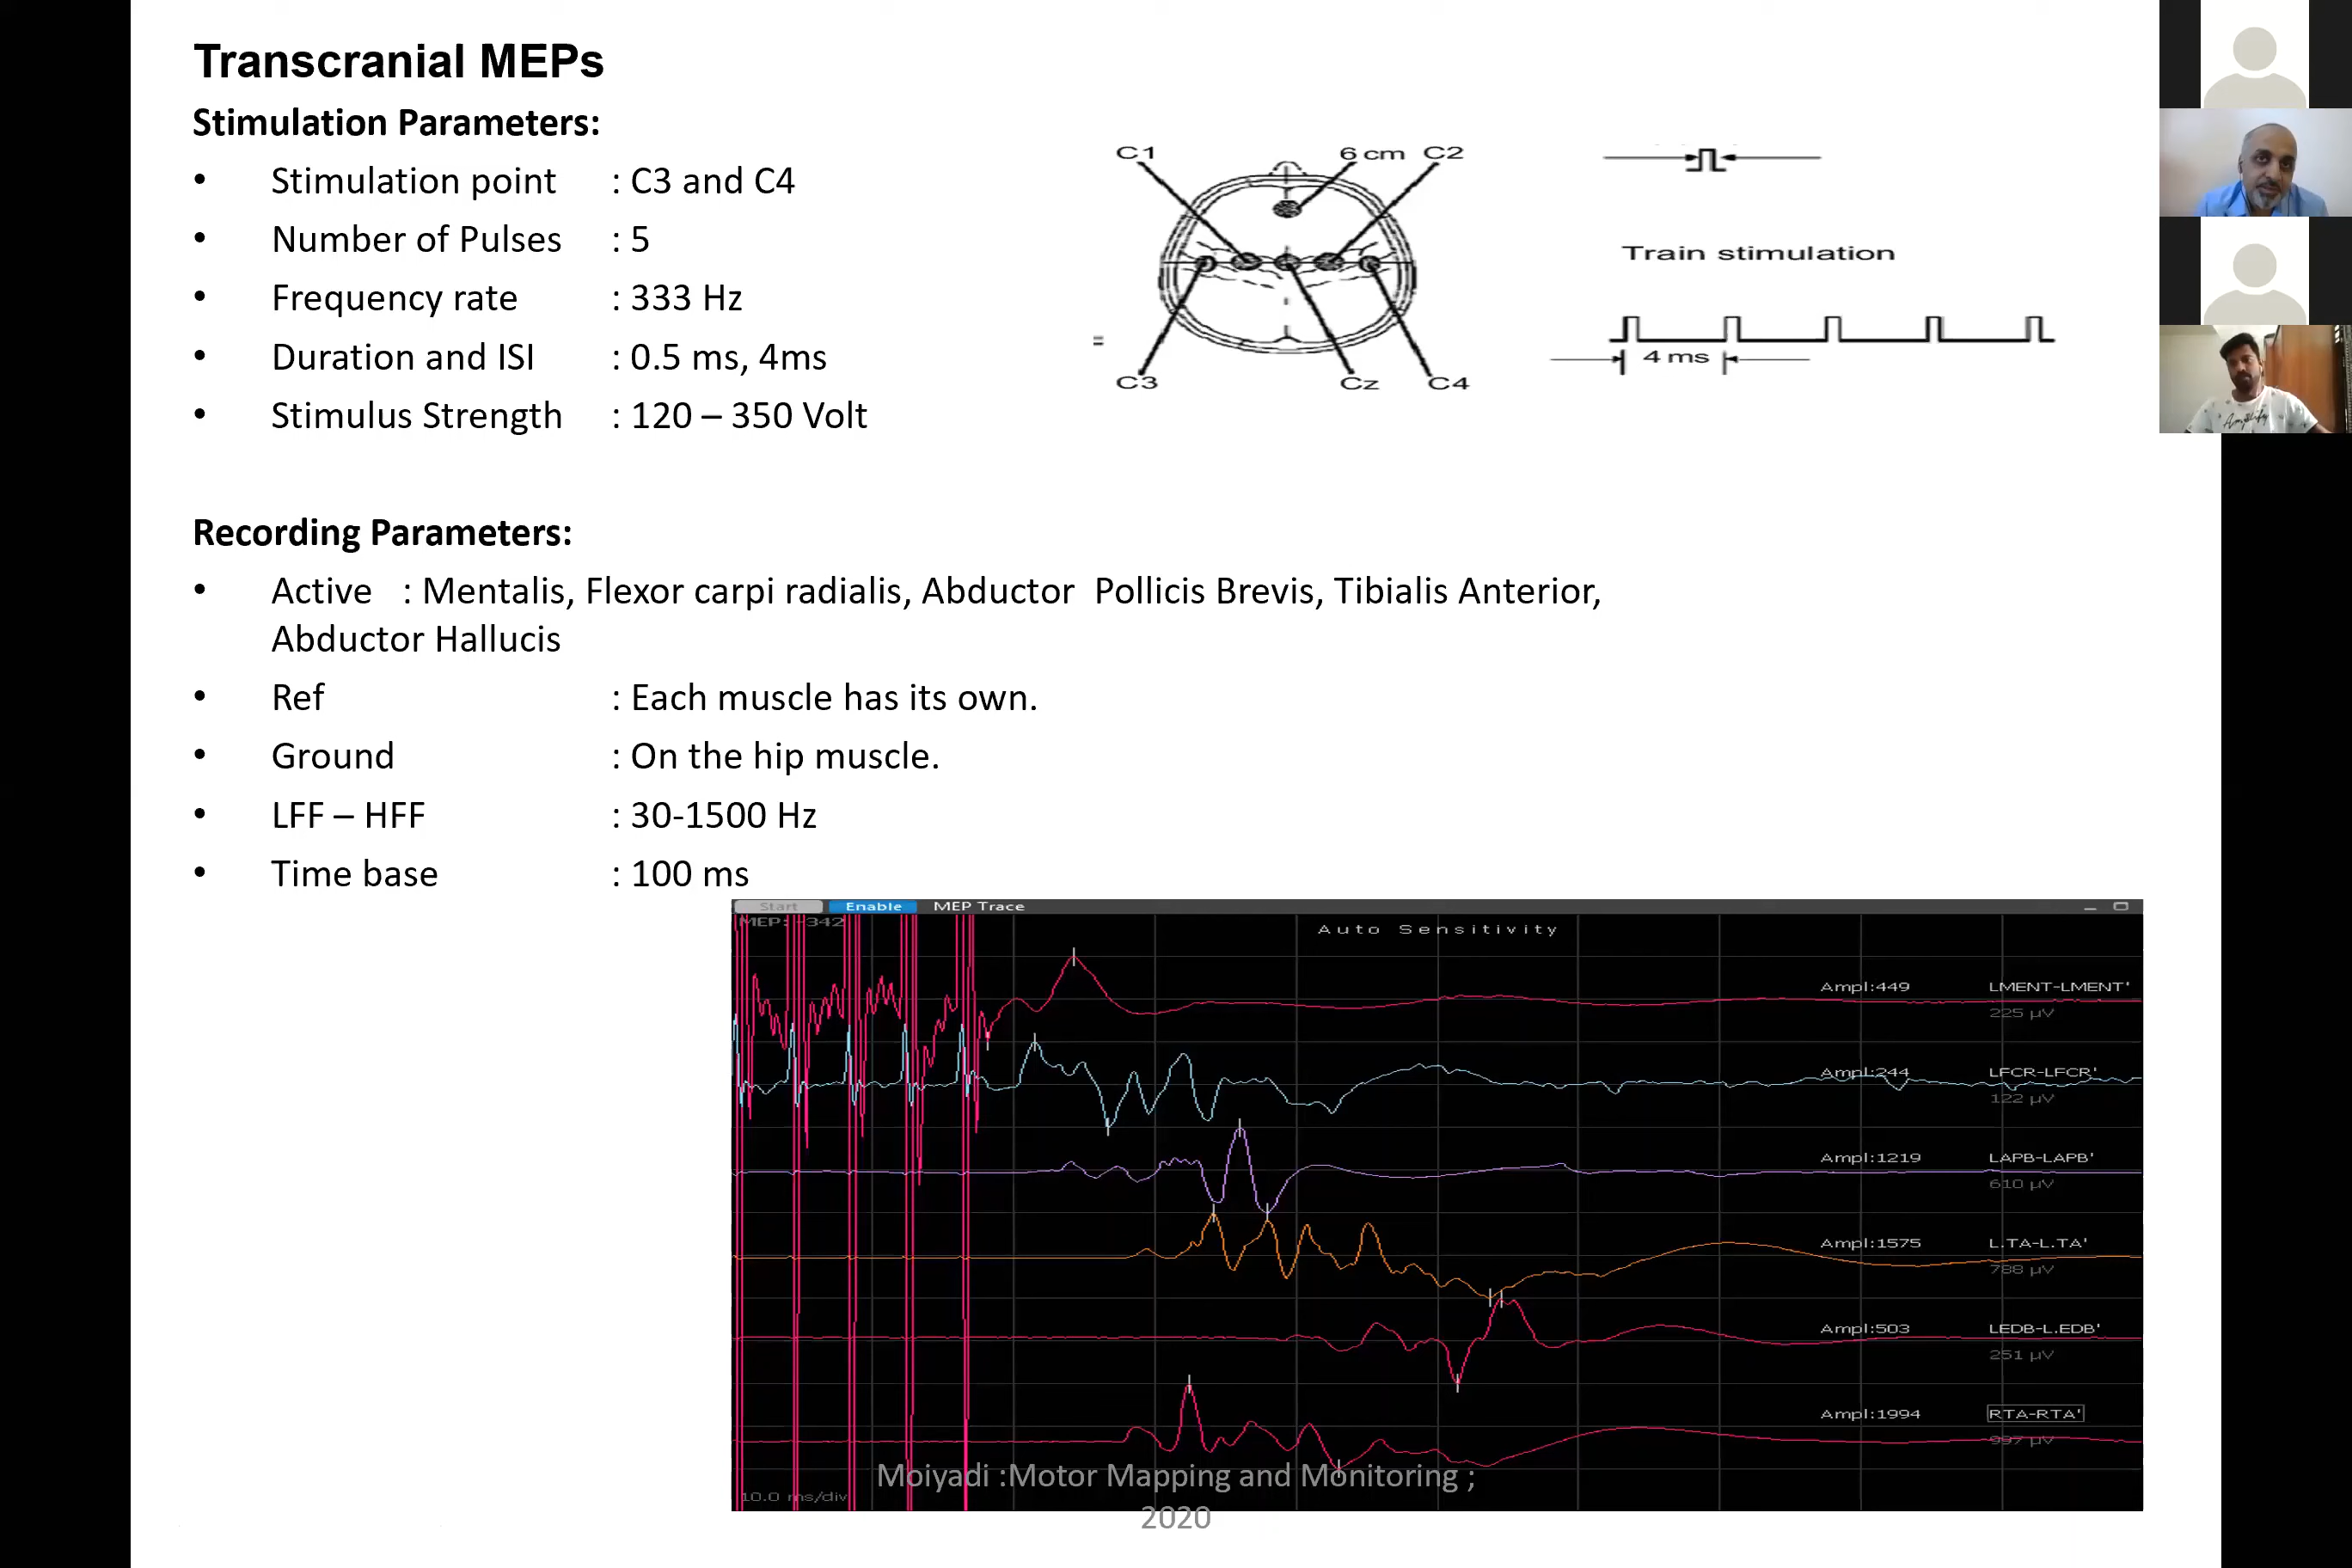 Transcranial MEPs
Stimulation Parameters:
• Stimulation point : C3 and C4
• Number of Pulses : 5
• Frequency rate : 333 Hz
• Duration and ISI : 0.5 ms, 4ms
• Stimulus Strength : 120 – 350 Volt
C1 6 cm C2
C3 Cz C4
=
Train stimulation
4 ms
Recording Parameters:
• Active : Mentalis, Flexor carpi radialis, Abductor Pollicis Brevis, Tibialis Anterior,
Abductor Hallucis
• Ref : Each muscle has its own.
• Ground : On the hip muscle.
• LFF – HFF : 30-1500 Hz
• Time base : 100 ms
Start Enable MEP Trace
Auto Sensitivity
Ampl:449 LMENT-LMENT'
225 µV
Ampl:244 LFCR-LFCR'
122 µV
Ampl:1219 LAPB-LAPB'
610 µV
Ampl:1575 L.TA-L.TA'
788 µV
Ampl:503 LEDB-L.EDB'
251 µV
Ampl:1994 RTA-RTA'
997 µV
10.0 ms/div
Moiyadi :Motor Mapping and Monitoring ;
2020
Amplify